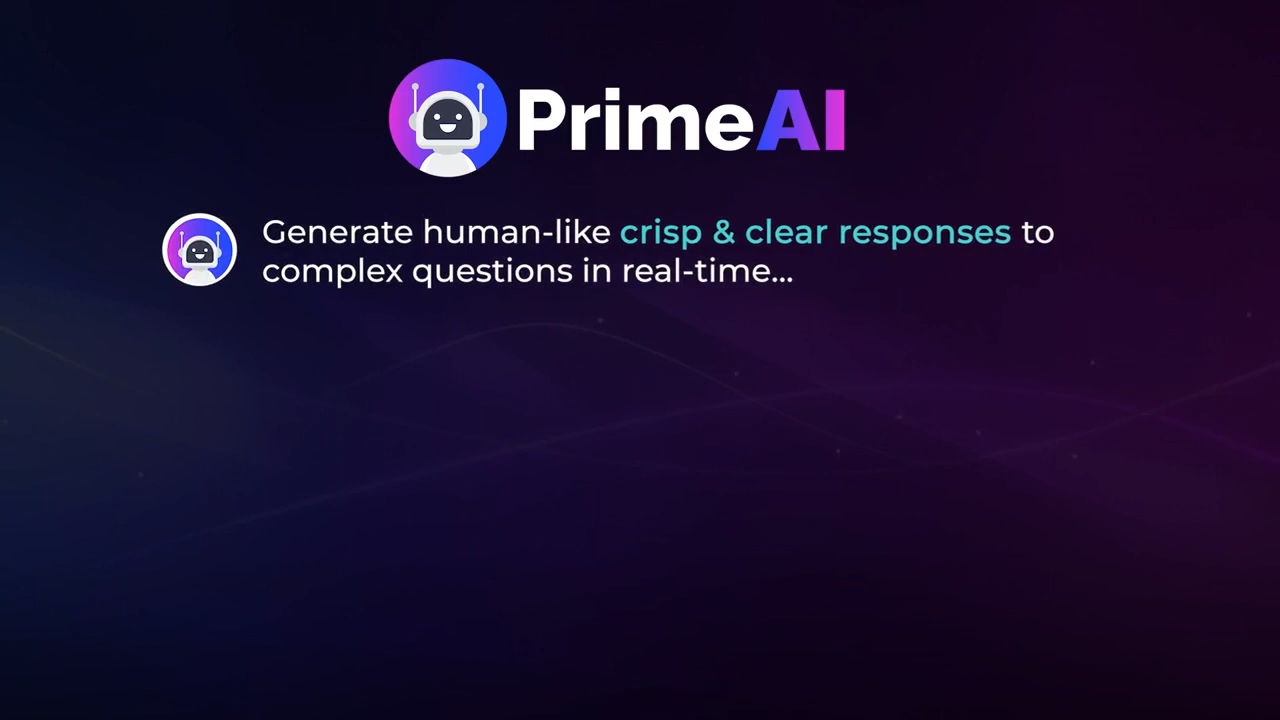 PrimeAI
Generate human-like crisp & clear responses to
complex questions in real-time...